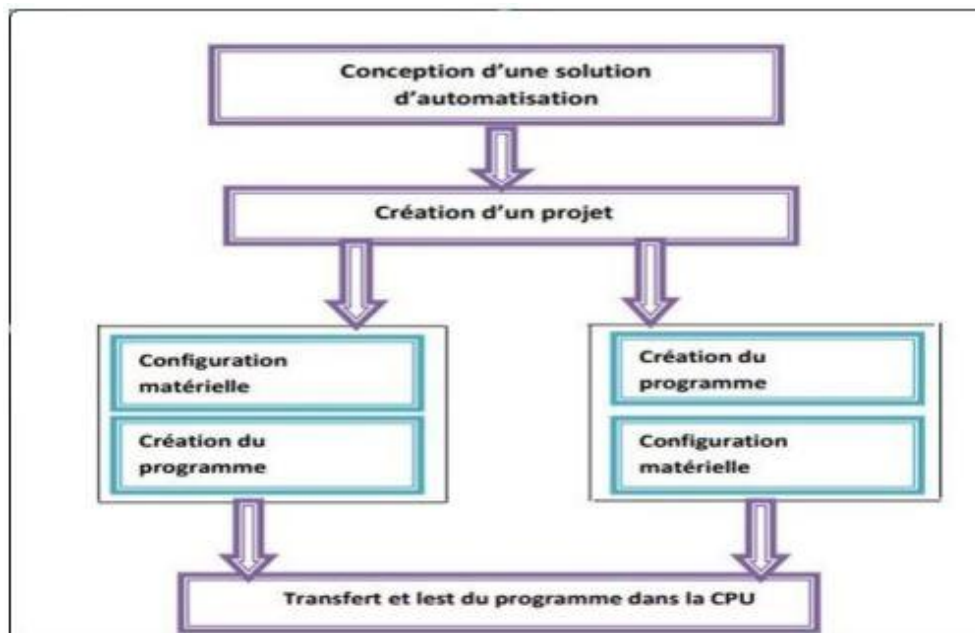 Conception d'une solution
d'automatisation
Création d'un projet
Configuration
matérielle
Création du
programme
Création du
programme
Configuration
matérielle
Transfert et lest du programme dans la CPU